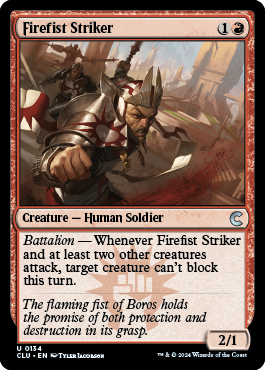 Firefist Striker 1
Creature — Human Soldier
Battalion — Whenever Firefist Striker
and at least two other creatures
attack, target creature can't block
this turn.
The flaming fist of Boros holds
the promise of both protection and
destruction in its grasp.
2/1
U 0134
CLU • EN Tyler Jacobson
™ & © 2024 Wizards of the Coast